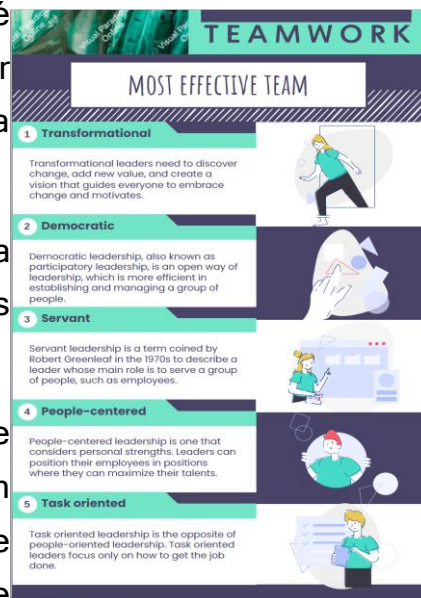 é
r
a
a
s
e
n
e
e
Visual Paradigm
Online
Visual Paradigm
Online
TEAMWORK
MOST EFFECTIVE TEAM
1 Transformational
Transformational leaders need to discover
change, add new value, and create a
vision that guides everyone to embrace
change and motivates.
2 Democratic
Democratic leadership, also known as
participatory leadership, is an open way of
leadership, which is more efficient in
establishing and managing a group of
people.
3 Servant
Servant leadership is a term coined by
Robert Greenleaf in the 1970s to describe a
leader whose main role is to serve a group
of people, such as employees.
4 People-centered
People-centered leadership is one that
considers personal strengths. Leaders can
position their employees in positions
where they can maximize their talents.
5 Task oriented
Task oriented leadership is the opposite of
people-oriented leadership. Task oriented
leaders focus only on how to get the job
done.